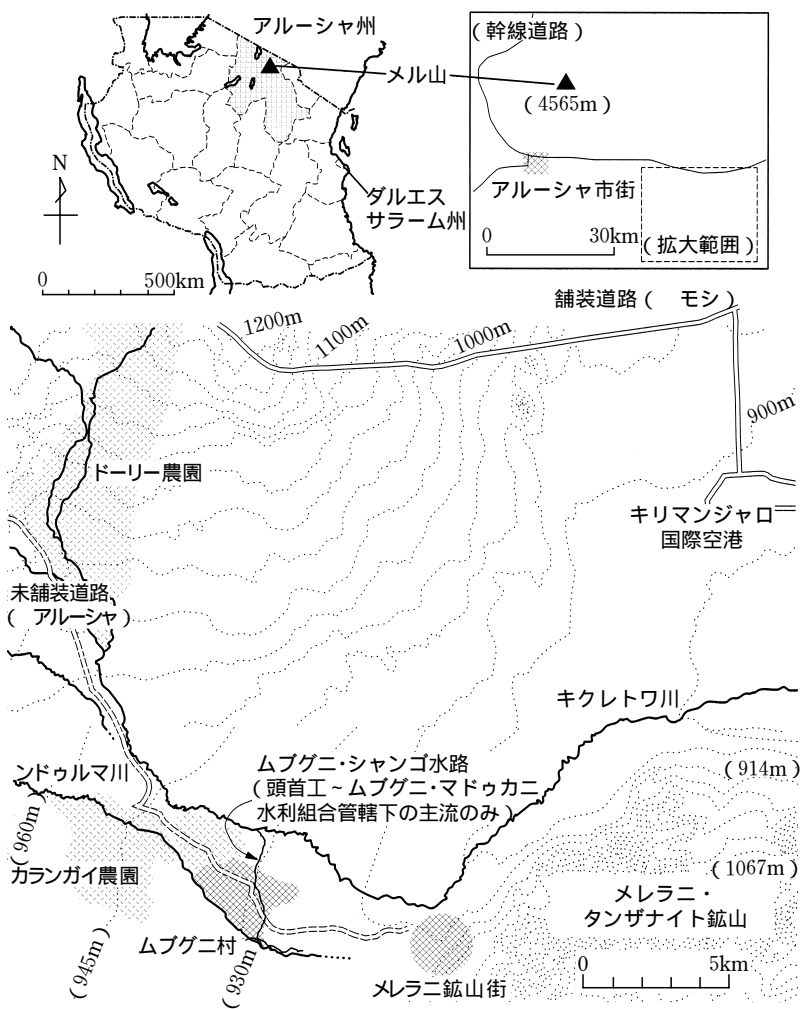 アルーシャ州
メル山
N
ダルエス
サラーム州
0 500km
(幹線道路)
(4565m)
アルーシャ市街
0 30km
(拡大範囲)
舗装道路( モシ)
1200m
1100m
1000m
900m
ドーリー農園
キリマンジャロ
国際空港
未舗装道路
( アルーシャ)
キクレトワ川
ンドゥルマ川
ムブグニ・シャンゴ水路
(頭首工~ムブグニ・マドゥカニ
水利組合管轄下の主流のみ)
(914m)
(960m)
カランガイ農園
(1067m)
メレラニ・
タンザナイト鉱山
ムブグニ村
(945m)
(930m)
メレラニ鉱山街
0 5km